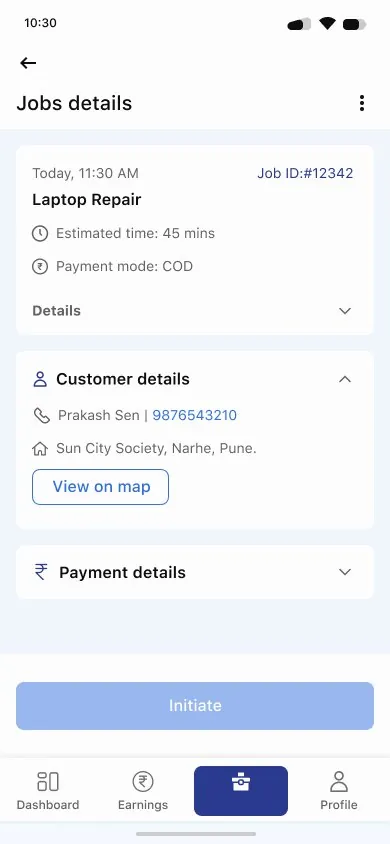 10:30
Jobs details
Today, 11:30 AM Job ID:#12342
Laptop Repair
Estimated time: 45 mins
Payment mode: COD
Details
Customer details
Prakash Sen | 9876543210
Sun City Society, Narhe, Pune.
View on map
₹ Payment details
Initiate
Dashboard Earnings Profile